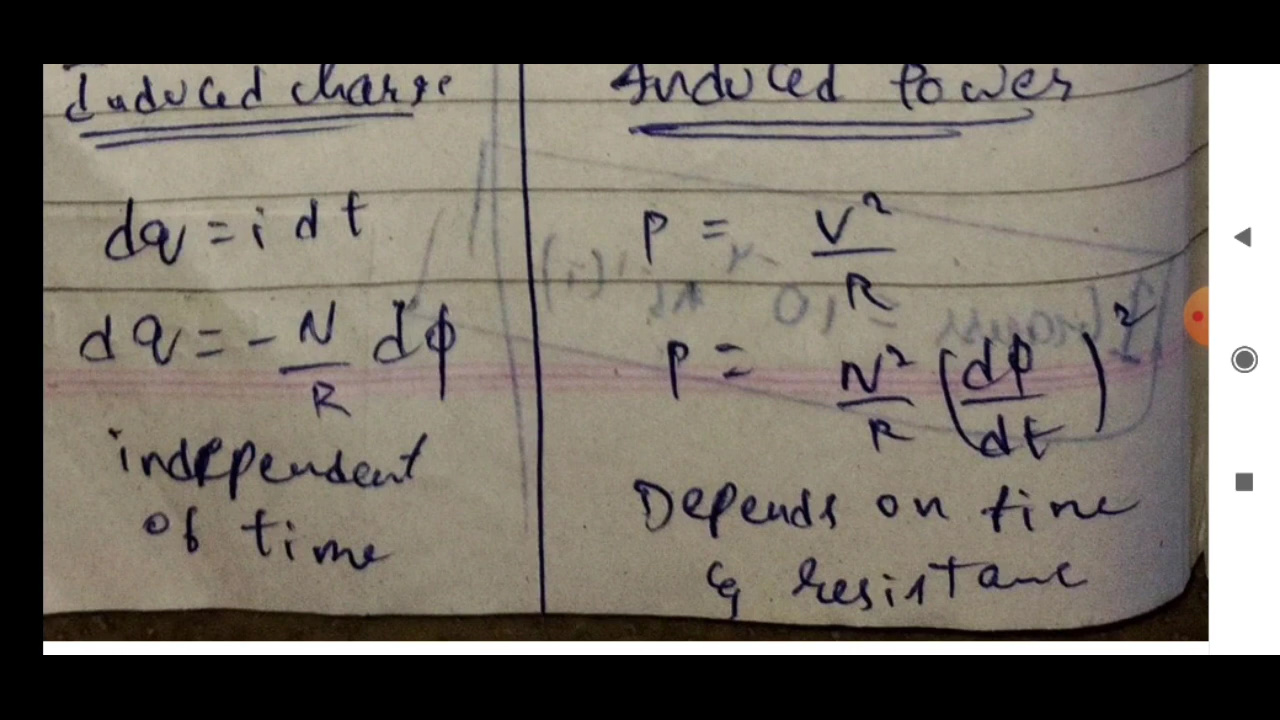 Induced charge
dq = i dt
dq = - N/R dφ
independent
of time
Induced Power
P = V²/R
P = N²/R (dφ/dt)²
Depends on time
& resistance